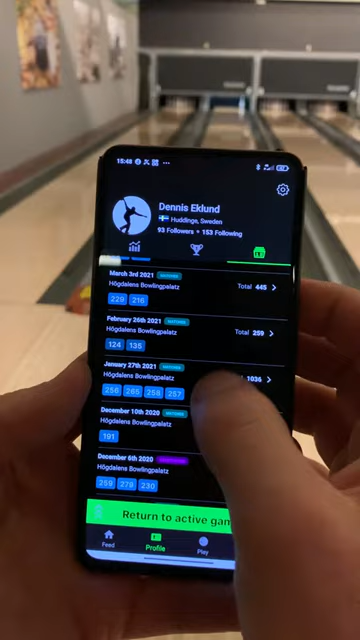 15:48
Dennis Eklund
Huddinge, Sweden
93 Followers • 153 Following
March 3rd 2021
Högdalens Bowlingpalatz
Total 445
229 216
February 26th 2021
Högdalens Bowlingpalatz
Total 259
124 135
January 27th 2021
Högdalens Bowlingpalatz
1036
256 265 258 257
December 10th 2020
Högdalens Bowlingpalatz
191
December 6th 2020
Högdalens Bowlingpalatz
259 279 230
Return to active gam
Feed
Profile
Play